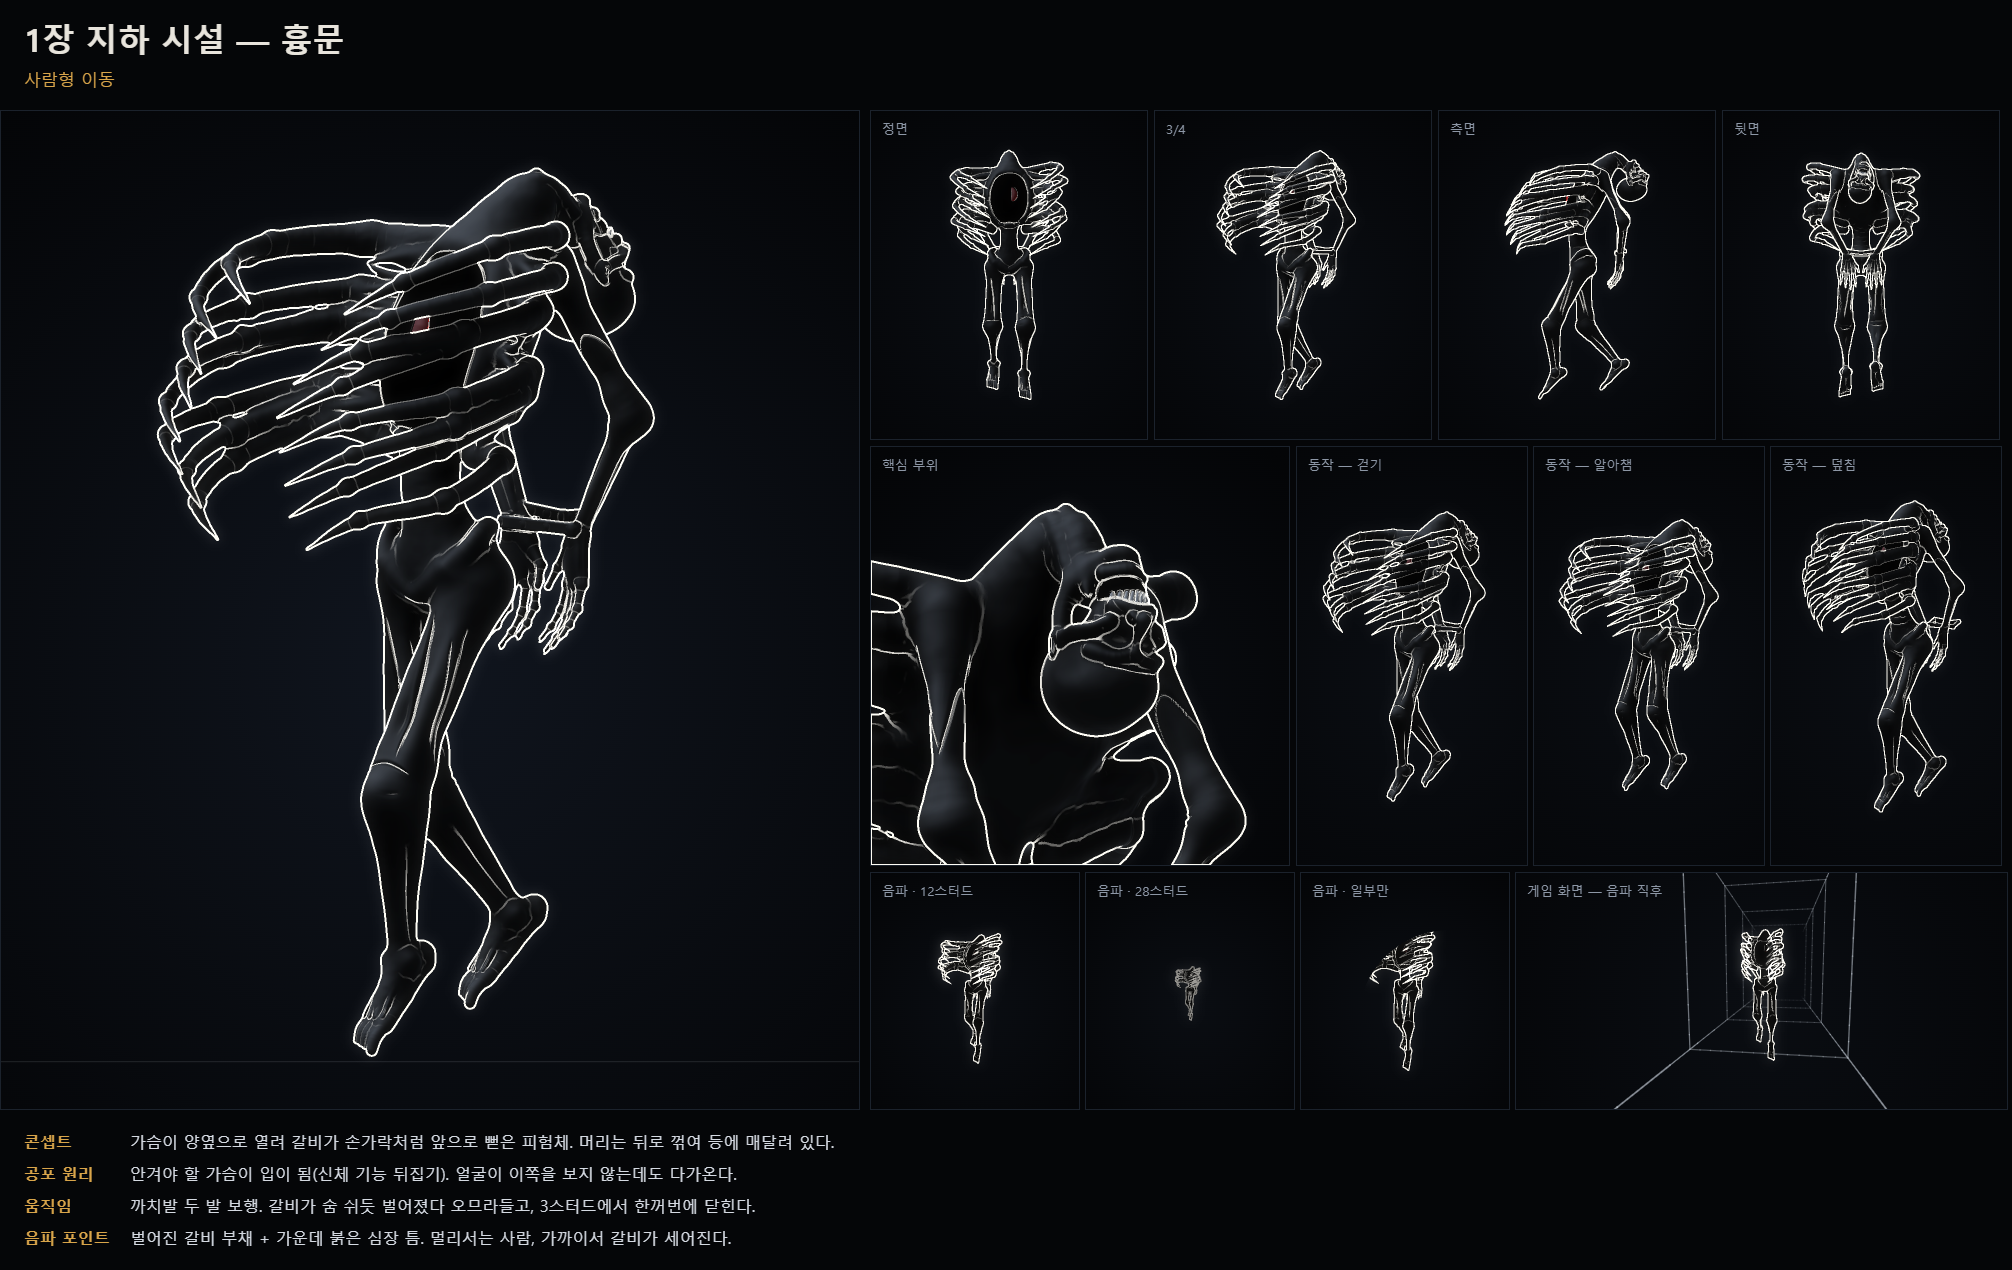 1장 지하 시설 — 흉문
사람형 이동
정면
3/4
측면
뒷면
핵심 부위
동작 — 걷기
동작 — 알아챔
동작 — 덮침
음파 · 12스터드
음파 · 28스터드
음파 · 일부만
게임 화면 — 음파 직후
콘셉트 가슴이 양옆으로 열려 갈비가 손가락처럼 앞으로 뻗은 피험체. 머리는 뒤로 꺾여 등에 매달려 있다.
공포 원리 안겨야 할 가슴이 입이 됨(신체 기능 뒤집기). 얼굴이 이쪽을 보지 않는데도 다가온다.
움직임 까치발 두 발 보행. 갈비가 숨 쉬듯 벌어졌다 오므라들고, 3스터드에서 한꺼번에 닫힌다.
음파 포인트 벌어진 갈비 부채 + 가운데 붉은 심장 틈. 멀리서는 사람, 가까이서 갈비가 세어진다.